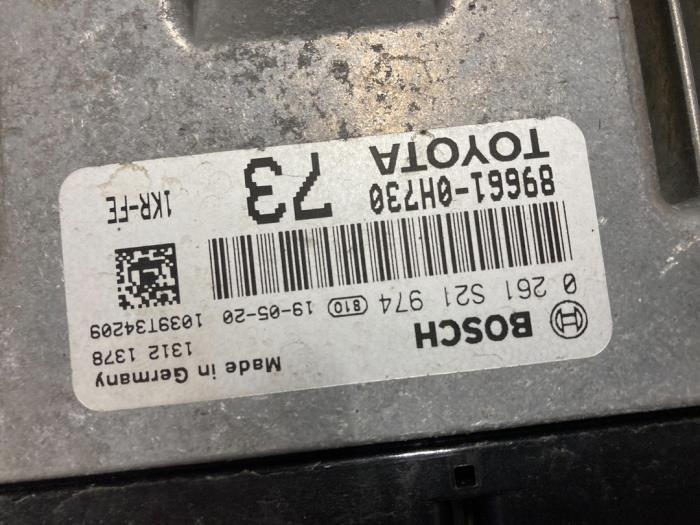 BOSCH
Made in Germany
1312 1378
0 261 S21 974 810 19-05-20 1039T34209
89661-0H730 73 1KR-FE
TOYOTA